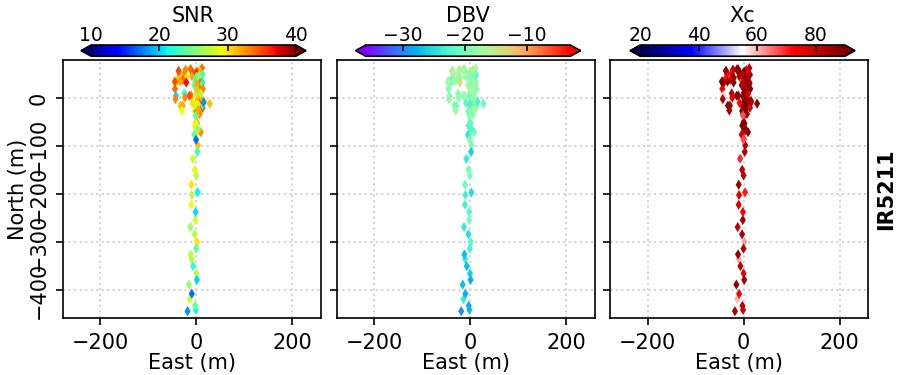 SNR DBV Xc
10 20 30 40 −30 −20 −10 20 40 60 80
0
−100
−200
−300
−400
North (m)
IR5211
−200 0 200 −200 0 200 −200 0 200
East (m) East (m) East (m)